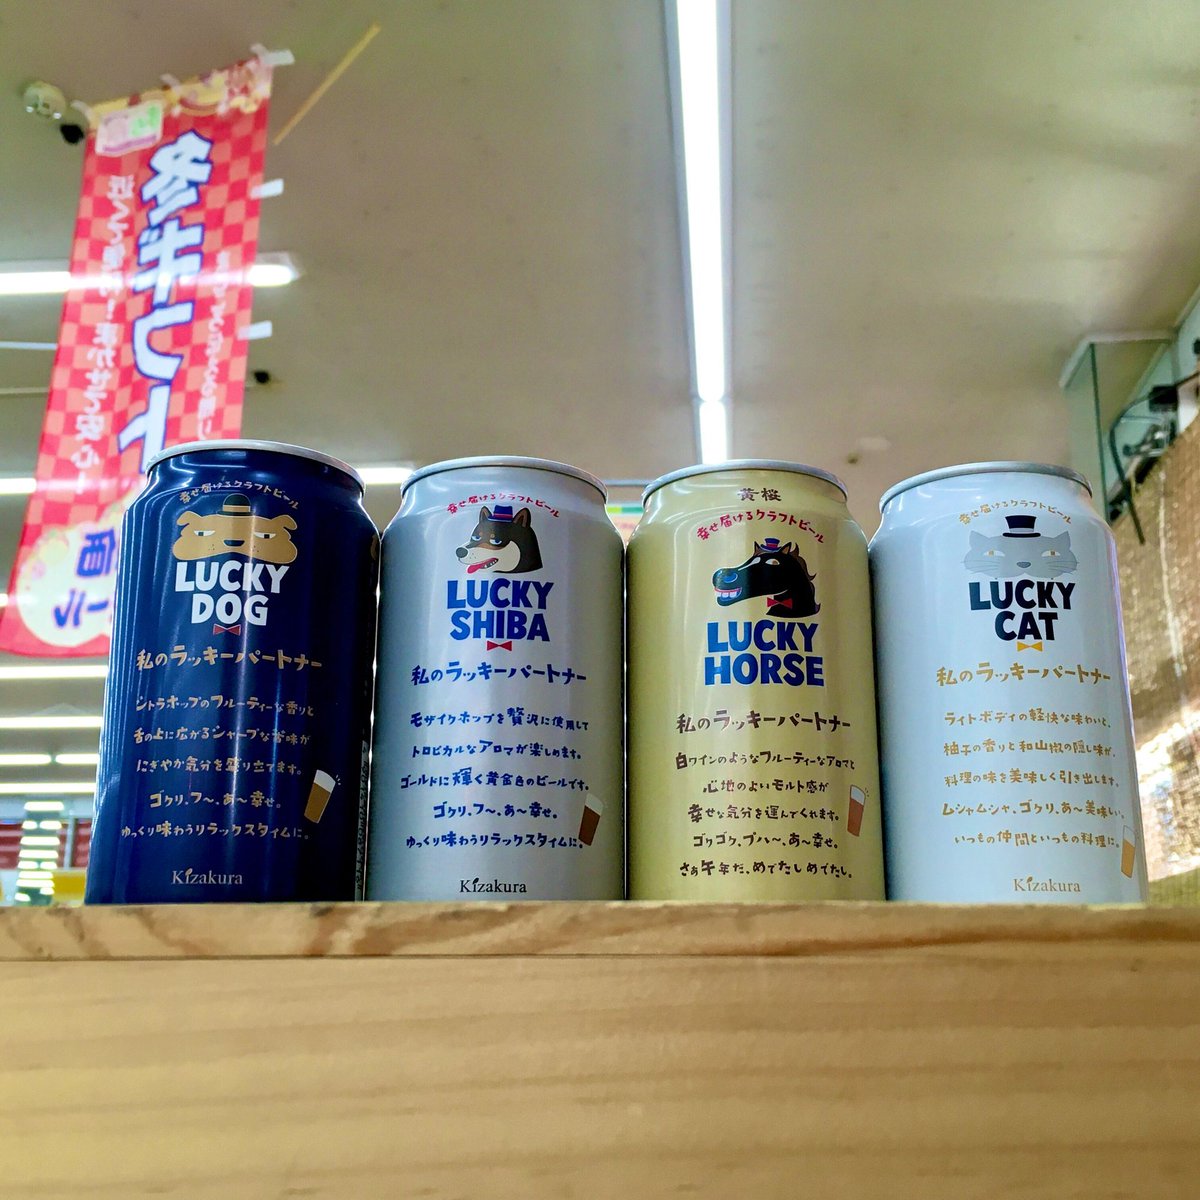 冬ギフト
幸せ届けるクラフトビール
LUCKY
DOG
私のラッキーパートナー
シトラホップのフルーティーな香りと
舌の上に広がるシャープな苦味が
にぎやか気分を盛り立てます。
ゴクリ、フ〜、あ〜幸せ。
ゆっくり味わうリラックスタイムに。
Kizakura
幸せ届けるクラフトビール
LUCKY
SHIBA
私のラッキーパートナー
モザイクホップを贅沢に使用して
トロピカルなアロマが楽しめます。
ゴールドに輝く黄金色のビールです。
ゴクリ、フ〜、あ〜幸せ。
ゆっくり味わうリラックスタイムに。
Kizakura
黄桜
幸せ届けるクラフトビール
LUCKY
HORSE
私のラッキーパートナー
白ワインのようなフルーティーなアロマと
心地のよいモルト感が
幸せな気分を運んでくれます。
ゴクゴク、プハ〜、あ〜幸せ。
さぁ午年だ、めでたしめでたし。
幸せ届けるクラフトビール
LUCKY
CAT
私のラッキーパートナー
ライトボディの軽快な味わいと、
柚子の香りと和山椒の隠し味が、
料理の味を美味しく引き出します。
ムシャムシャ、ゴクリ、あ〜美味しい。
いつもの仲間といつもの料理に。
Kizakura